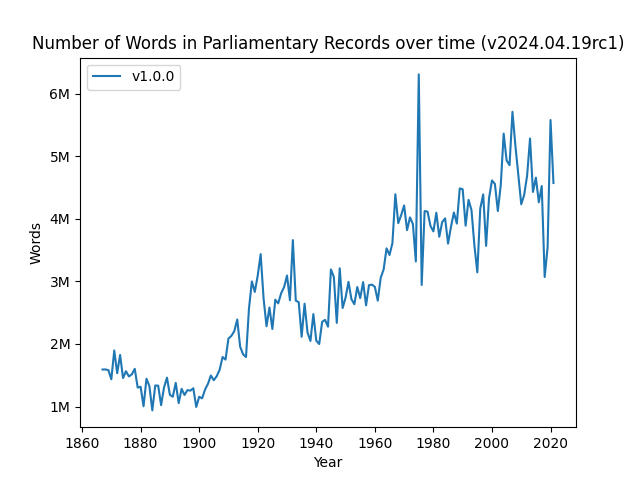 Number of Words in Parliamentary Records over time (v2024.04.19rc1)
v1.0.0
6M
5M
4M
3M
2M
1M
Words
1860 1880 1900 1920 1940 1960 1980 2000 2020
Year